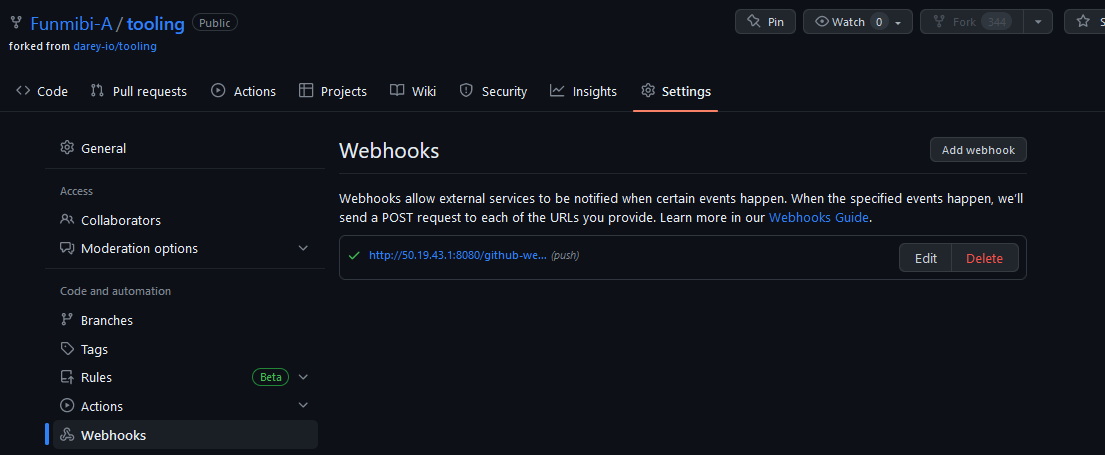 Funmibi-A / tooling Public
Pin
Watch 0
Fork 344
forked from darey-io/tooling
Code
Pull requests
Actions
Projects
Wiki
Security
Insights
Settings
General
Access
Collaborators
Moderation options
Code and automation
Branches
Tags
Rules Beta
Actions
Webhooks
Webhooks
Add webhook
Webhooks allow external services to be notified when certain events happen. When the specified events happen, we'll
send a POST request to each of the URLs you provide. Learn more in our Webhooks Guide.
http://50.19.43.1:8080/github-we... (push)
Edit
Delete